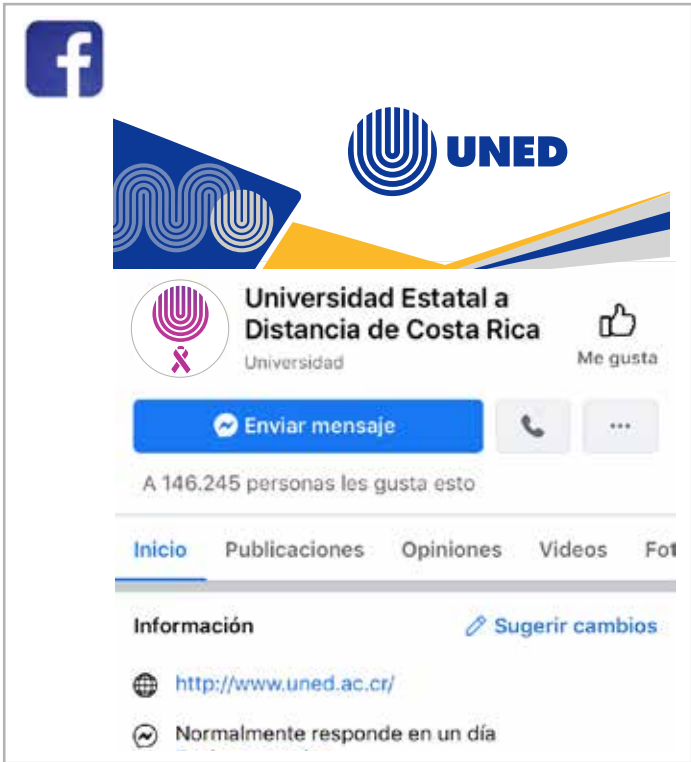 f
UNED
Universidad Estatal a
Distancia de Costa Rica
Universidad
Me gusta
Enviar mensaje
A 146.245 personas les gusta esto
Inicio Publicaciones Opiniones Videos Fot
Información
Sugerir cambios
http://www.uned.ac.cr/
Normalmente responde en un día